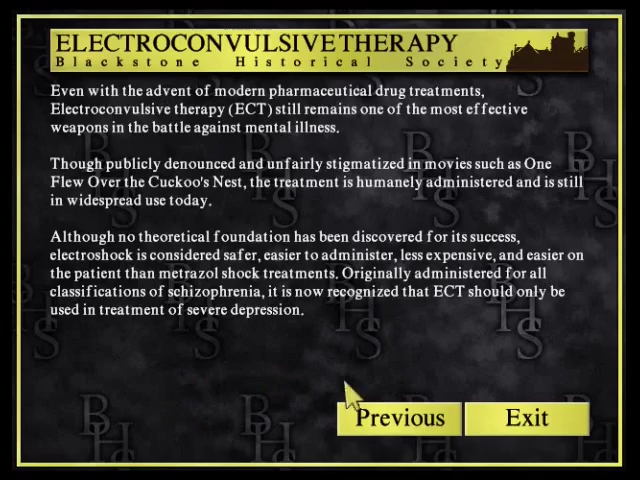 ELECTROCONVULSIVE THERAPY
Blackstone Historical Society
Even with the advent of modern pharmaceutical drug treatments,
Electroconvulsive therapy (ECT) still remains one of the most effective
weapons in the battle against mental illness.
Though publicly denounced and unfairly stigmatized in movies such as One
Flew Over the Cuckoo's Nest, the treatment is humanely administered and is still
in widespread use today.
Although no theoretical foundation has been discovered for its success,
electroshock is considered safer, easier to administer, less expensive, and easier on
the patient than metrazol shock treatments. Originally administered for all
classifications of schizophrenia, it is now recognized that ECT should only be
used in treatment of severe depression.
Previous Exit